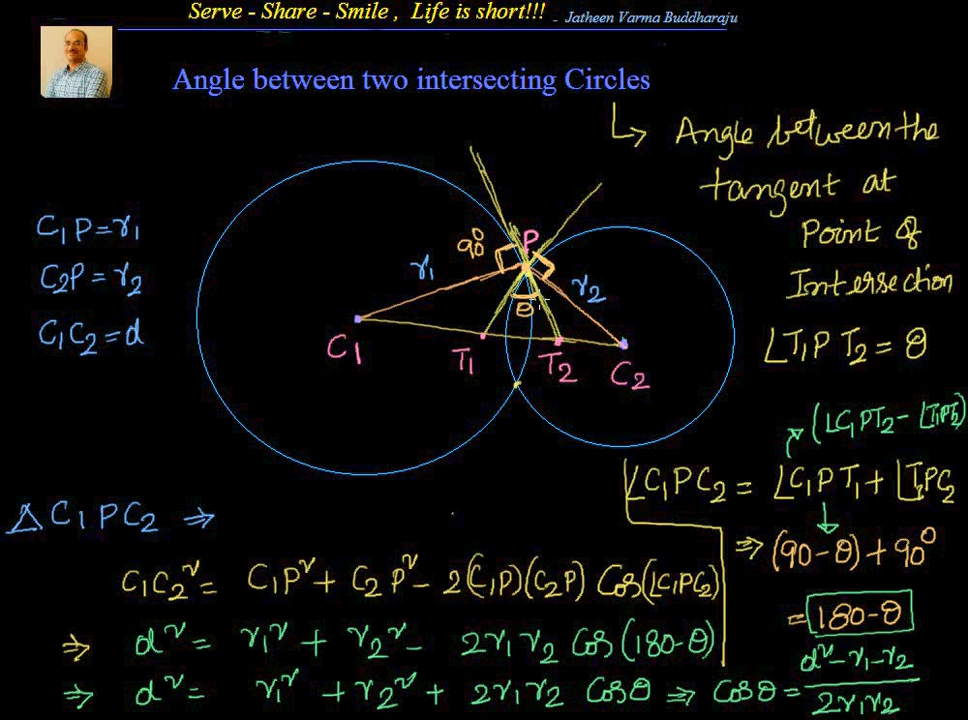 Serve - Share - Smile , Life is short!!! - Jatheen Varma Buddharaju
Angle between two intersecting Circles
↳ Angle between the
tangent at
Point of
Intersection
C1P = r1
C2P = r2
C1C2 = d
90°
P
r1
r2
θ
C1
T1
T2
C2
∠T1PT2 = θ
(∠C1PT2 - ∠T1PT2)
∠C1PC2 = ∠C1PT1 + ∠T2PC2
⇒ (90-θ) + 90°
= 180-θ
Δ C1PC2 ⇒
C1C2² = C1P² + C2P² - 2(C1P)(C2P) Cos(∠C1PC2)
⇒ d² = r1² + r2² - 2r1r2 Cos(180-θ)
⇒ d² = r1² + r2² + 2r1r2 Cosθ ⇒ Cosθ = d²-r1-r2 / 2r1r2